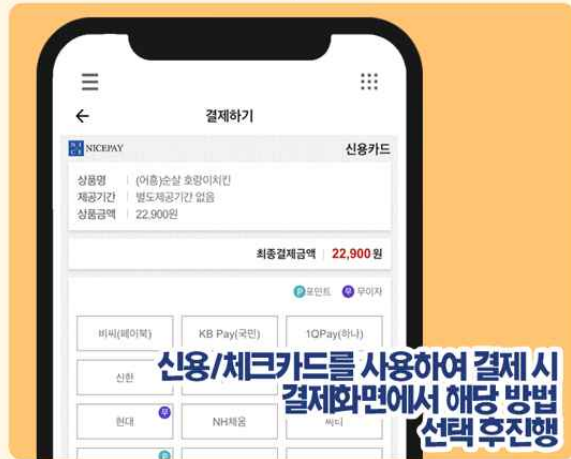 결제하기
NICEPAY
신용카드
상품명 (어흥)순살 호랑이치킨
제공기간 별도제공기간 없음
상품금액 22,900원
최종결제금액 22,900원
P 포인트 무 무이자
비씨(페이북) KB Pay(국민) 1QPay(하나)
신한
신용/체크카드를 사용하여 결제 시
결제화면에서 해당 방법
선택 후진행
현대 무 NH채움 씨티
P